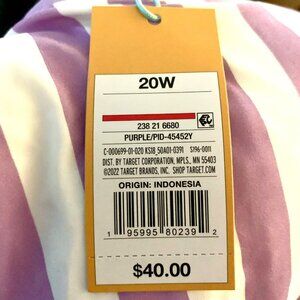 20W
238 21 6680
PURPLE/PID-45452Y
C-000699-01-020 KS18_50A01-0391 S196-0011
DIST. BY TARGET CORPORATION, MPLS., MN 55403
©2022 TARGET BRANDS, INC. SHOP TARGET.COM
ORIGIN: INDONESIA
1 95995 80239 2
$40.00